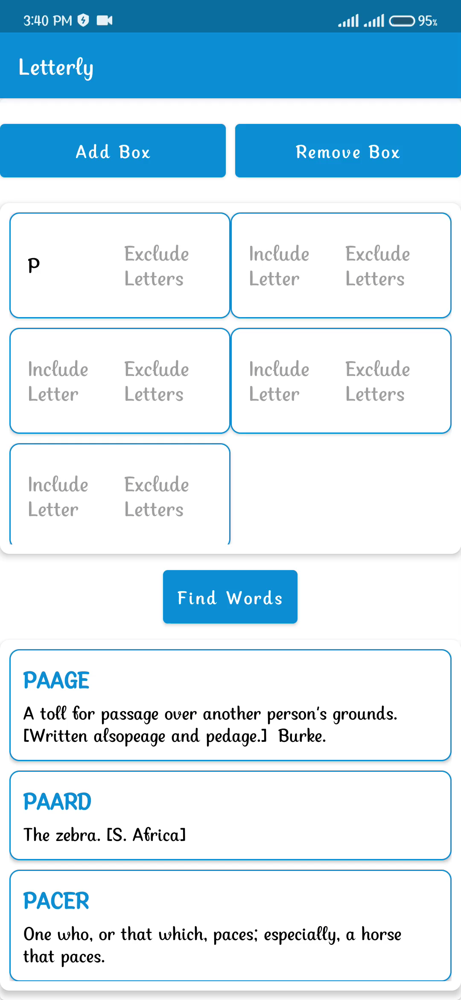 3:40 PM 95%
Letterly
Add Box Remove Box
p Exclude Letters Include Letter Exclude Letters
Include Letter Exclude Letters Include Letter Exclude Letters
Include Letter Exclude Letters
Find Words
PAAGE
A toll for passage over another person's grounds.
[Written alsopeage and pedage.]  Burke.
PAARD
The zebra. [S. Africa]
PACER
One who, or that which, paces; especially, a horse
that paces.